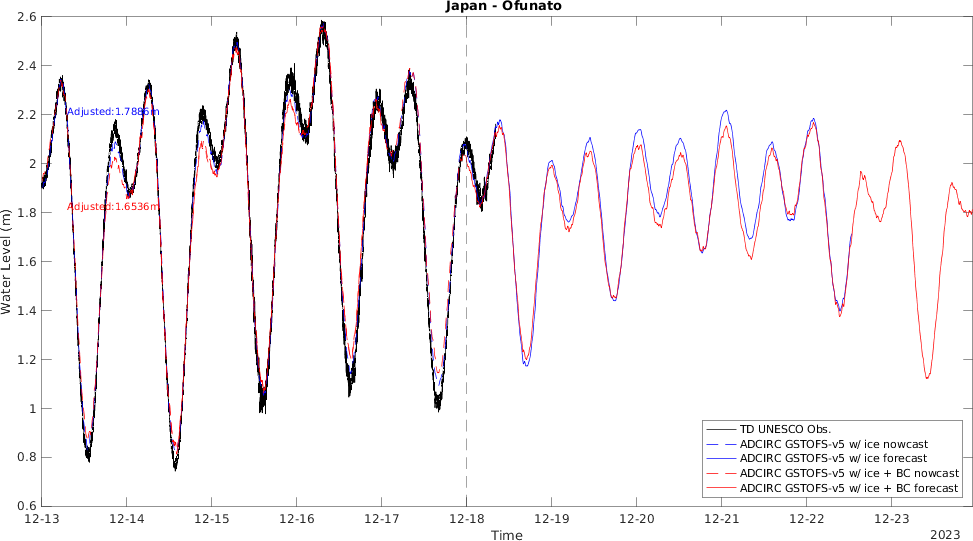 Japan - Ofunato
2.6
2.4
2.2
2
1.8
1.6
1.4
1.2
1
0.8
0.6
Water Level (m)
Adjusted:1.7886m
Adjusted:1.6536m
TD UNESCO Obs.
ADCIRC GSTOFS-v5 w/ ice nowcast
ADCIRC GSTOFS-v5 w/ ice forecast
ADCIRC GSTOFS-v5 w/ ice + BC nowcast
ADCIRC GSTOFS-v5 w/ ice + BC forecast
12-13 12-14 12-15 12-16 12-17 12-18 12-19 12-20 12-21 12-22 12-23
Time
2023